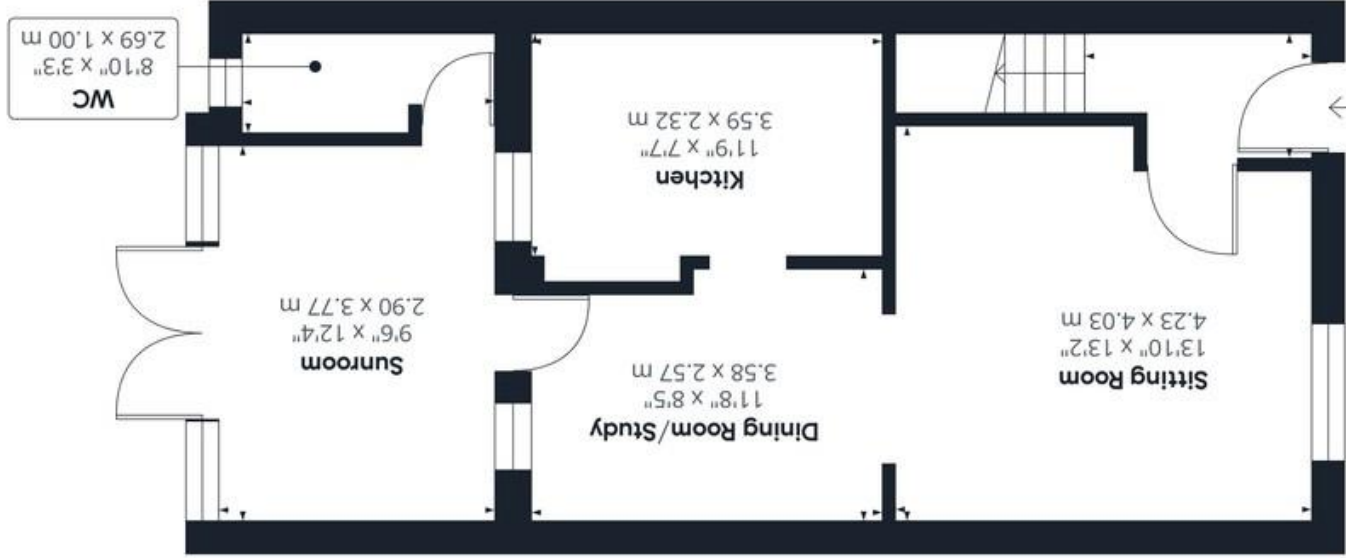 Sitting Room
13'10" x 13'2"
4.23 x 4.03 m
Dining Room/Study
11'8" x 8'5"
3.58 x 2.57 m
Sunroom
9'6" x 12'4"
2.90 x 3.77 m
Kitchen
11'9" x 7'7"
3.59 x 2.32 m
WC
8'10" x 3'3"
2.69 x 1.00 m